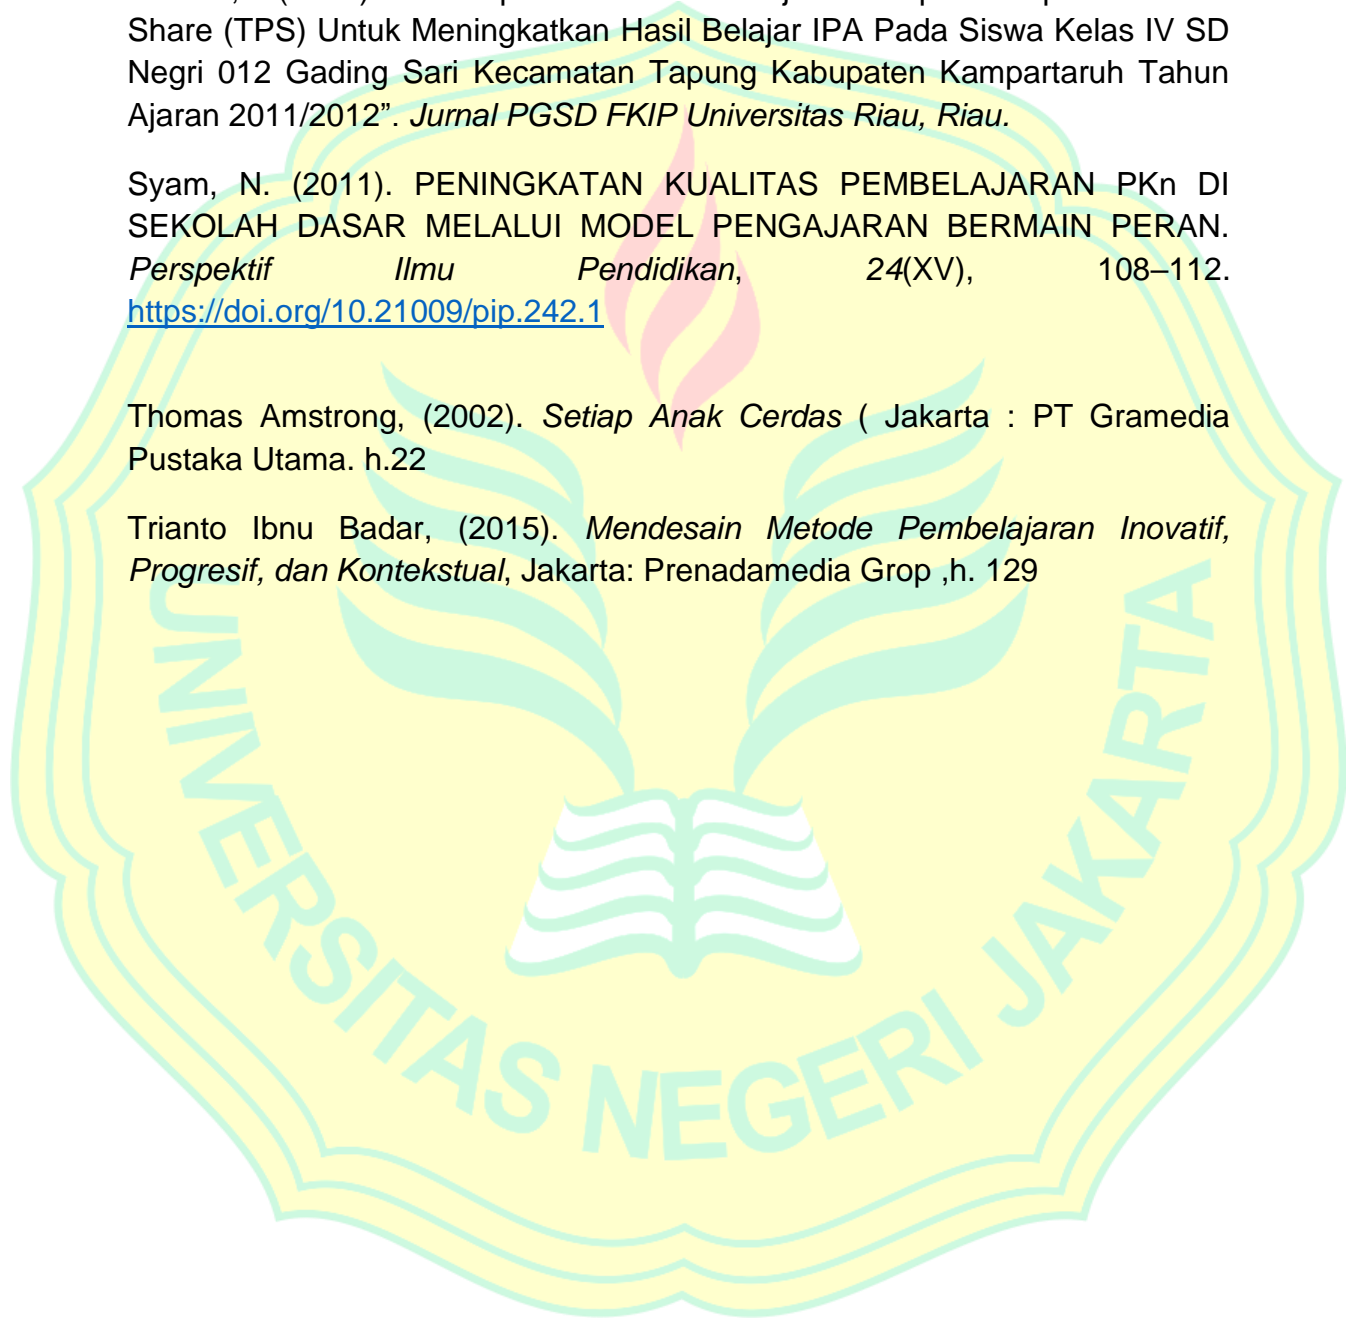 Share (TPS) Untuk Meningkatkan Hasil Belajar IPA Pada Siswa Kelas IV SD
Negri 012 Gading Sari Kecamatan Tapung Kabupaten Kampartaruh Tahun
Ajaran 2011/2012”. Jurnal PGSD FKIP Universitas Riau, Riau.
Syam, N. (2011). PENINGKATAN KUALITAS PEMBELAJARAN PKn DI
SEKOLAH DASAR MELALUI MODEL PENGAJARAN BERMAIN PERAN.
Perspektif Ilmu Pendidikan, 24(XV), 108–112.
https://doi.org/10.21009/pip.242.1
Thomas Amstrong, (2002). Setiap Anak Cerdas ( Jakarta : PT Gramedia
Pustaka Utama. h.22
Trianto Ibnu Badar, (2015). Mendesain Metode Pembelajaran Inovatif,
Progresif, dan Kontekstual, Jakarta: Prenadamedia Grop ,h. 129
UNIVERSITAS NEGERI JAKARTA